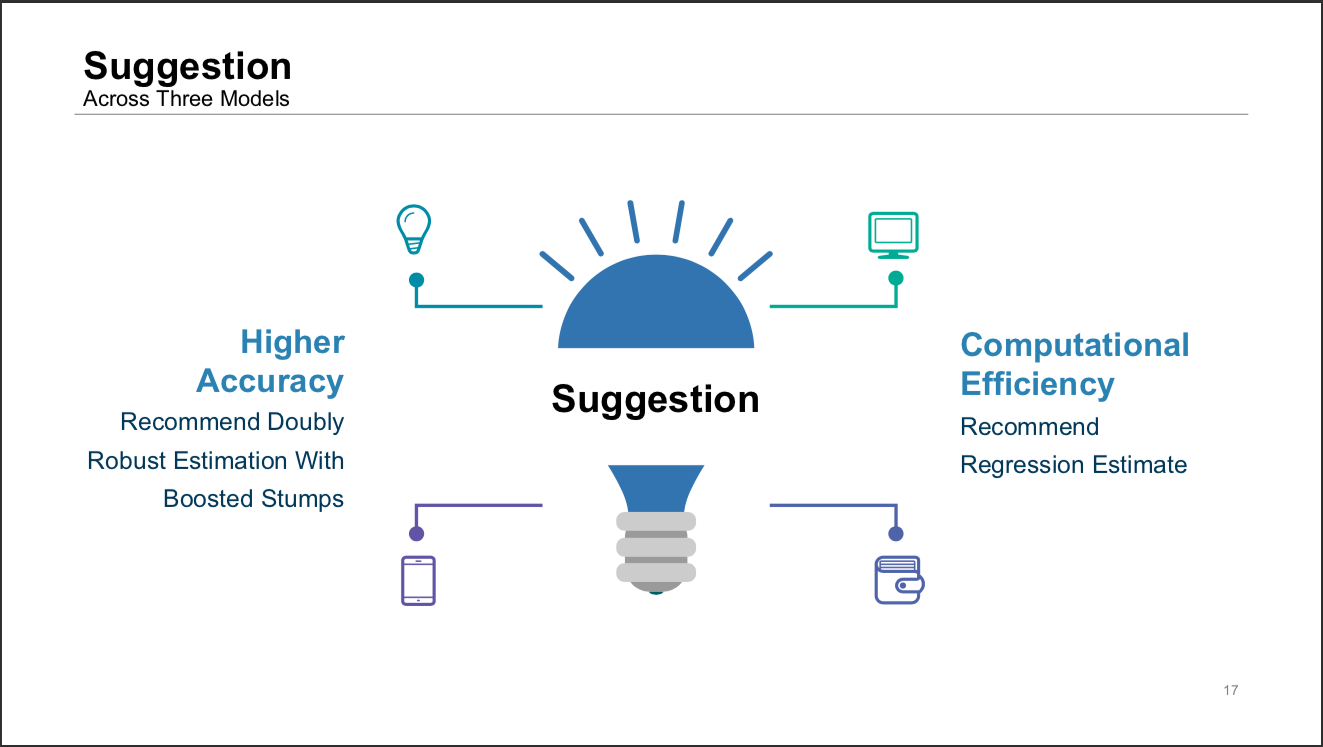 Suggestion
Across Three Models
Higher
Accuracy
Recommend Doubly
Robust Estimation With
Boosted Stumps
Suggestion
Computational
Efficiency
Recommend
Regression Estimate
17